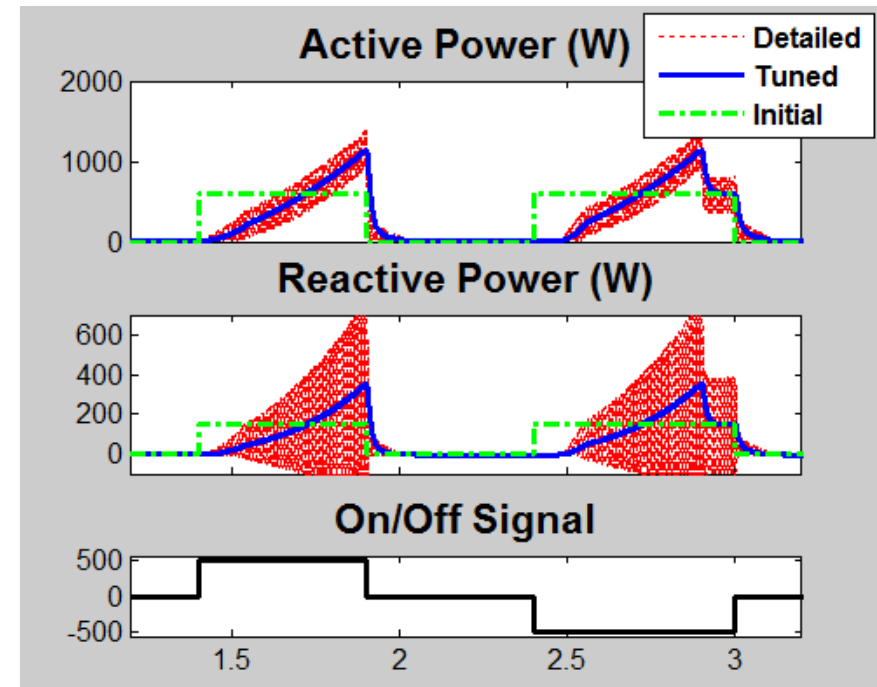 Active Power (W)
Detailed
Tuned
Initial
2000
1000
0
Reactive Power (W)
600
400
200
0
On/Off Signal
500
0
-500
1.5 2 2.5 3